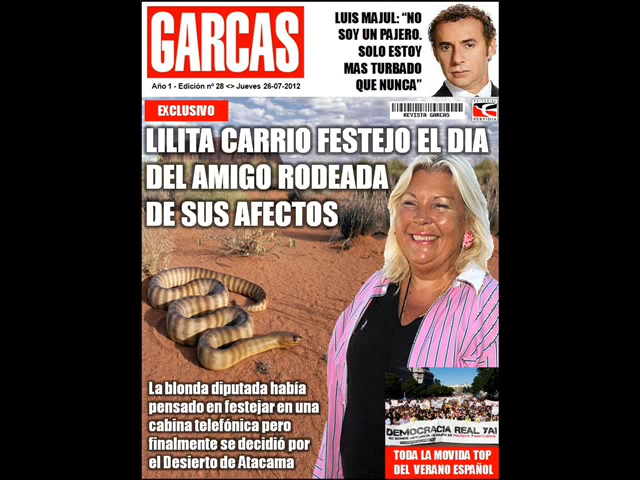 GARCAS
Año 1 - Edición nº 28 <> Jueves 26-07-2012
LUIS MAJUL: “NO
SOY UN PAJERO.
SOLO ESTOY
MAS TURBADO
QUE NUNCA”
EXCLUSIVO
REVISTA GARCAS
EDITORIAL
PERFIDIA
LILITA CARRIO FESTEJO EL DIA
DEL AMIGO RODEADA
DE SUS AFECTOS
La blonda diputada había
pensado en festejar en una
cabina telefónica pero
finalmente se decidió por
el Desierto de Atacama
DEMOCRACIA REAL YA!
TODA LA MOVIDA TOP
DEL VERANO ESPAÑOL